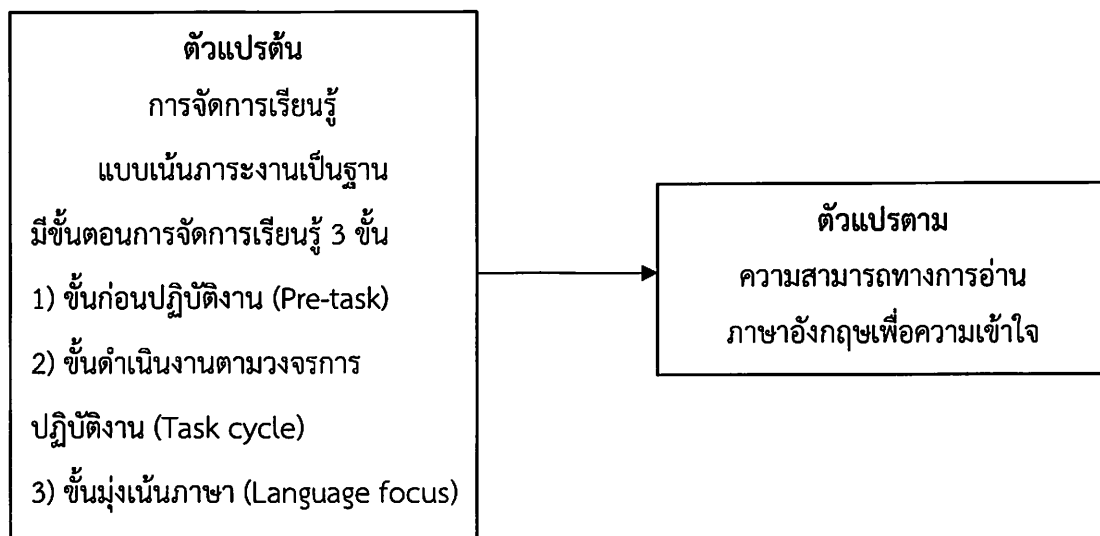 ตัวแปรต้น
การจัดการเรียนรู้
แบบเน้นภาระงานเป็นฐาน
มีขั้นตอนการจัดการเรียนรู้ 3 ขั้น
1) ขั้นก่อนปฏิบัติงาน (Pre-task)
2) ขั้นดำเนินงานตามวงจรการ
ปฏิบัติงาน (Task cycle)
3) ขั้นมุ่งเน้นภาษา (Language focus)
ตัวแปรตาม
ความสามารถทางการอ่าน
ภาษาอังกฤษเพื่อความเข้าใจ